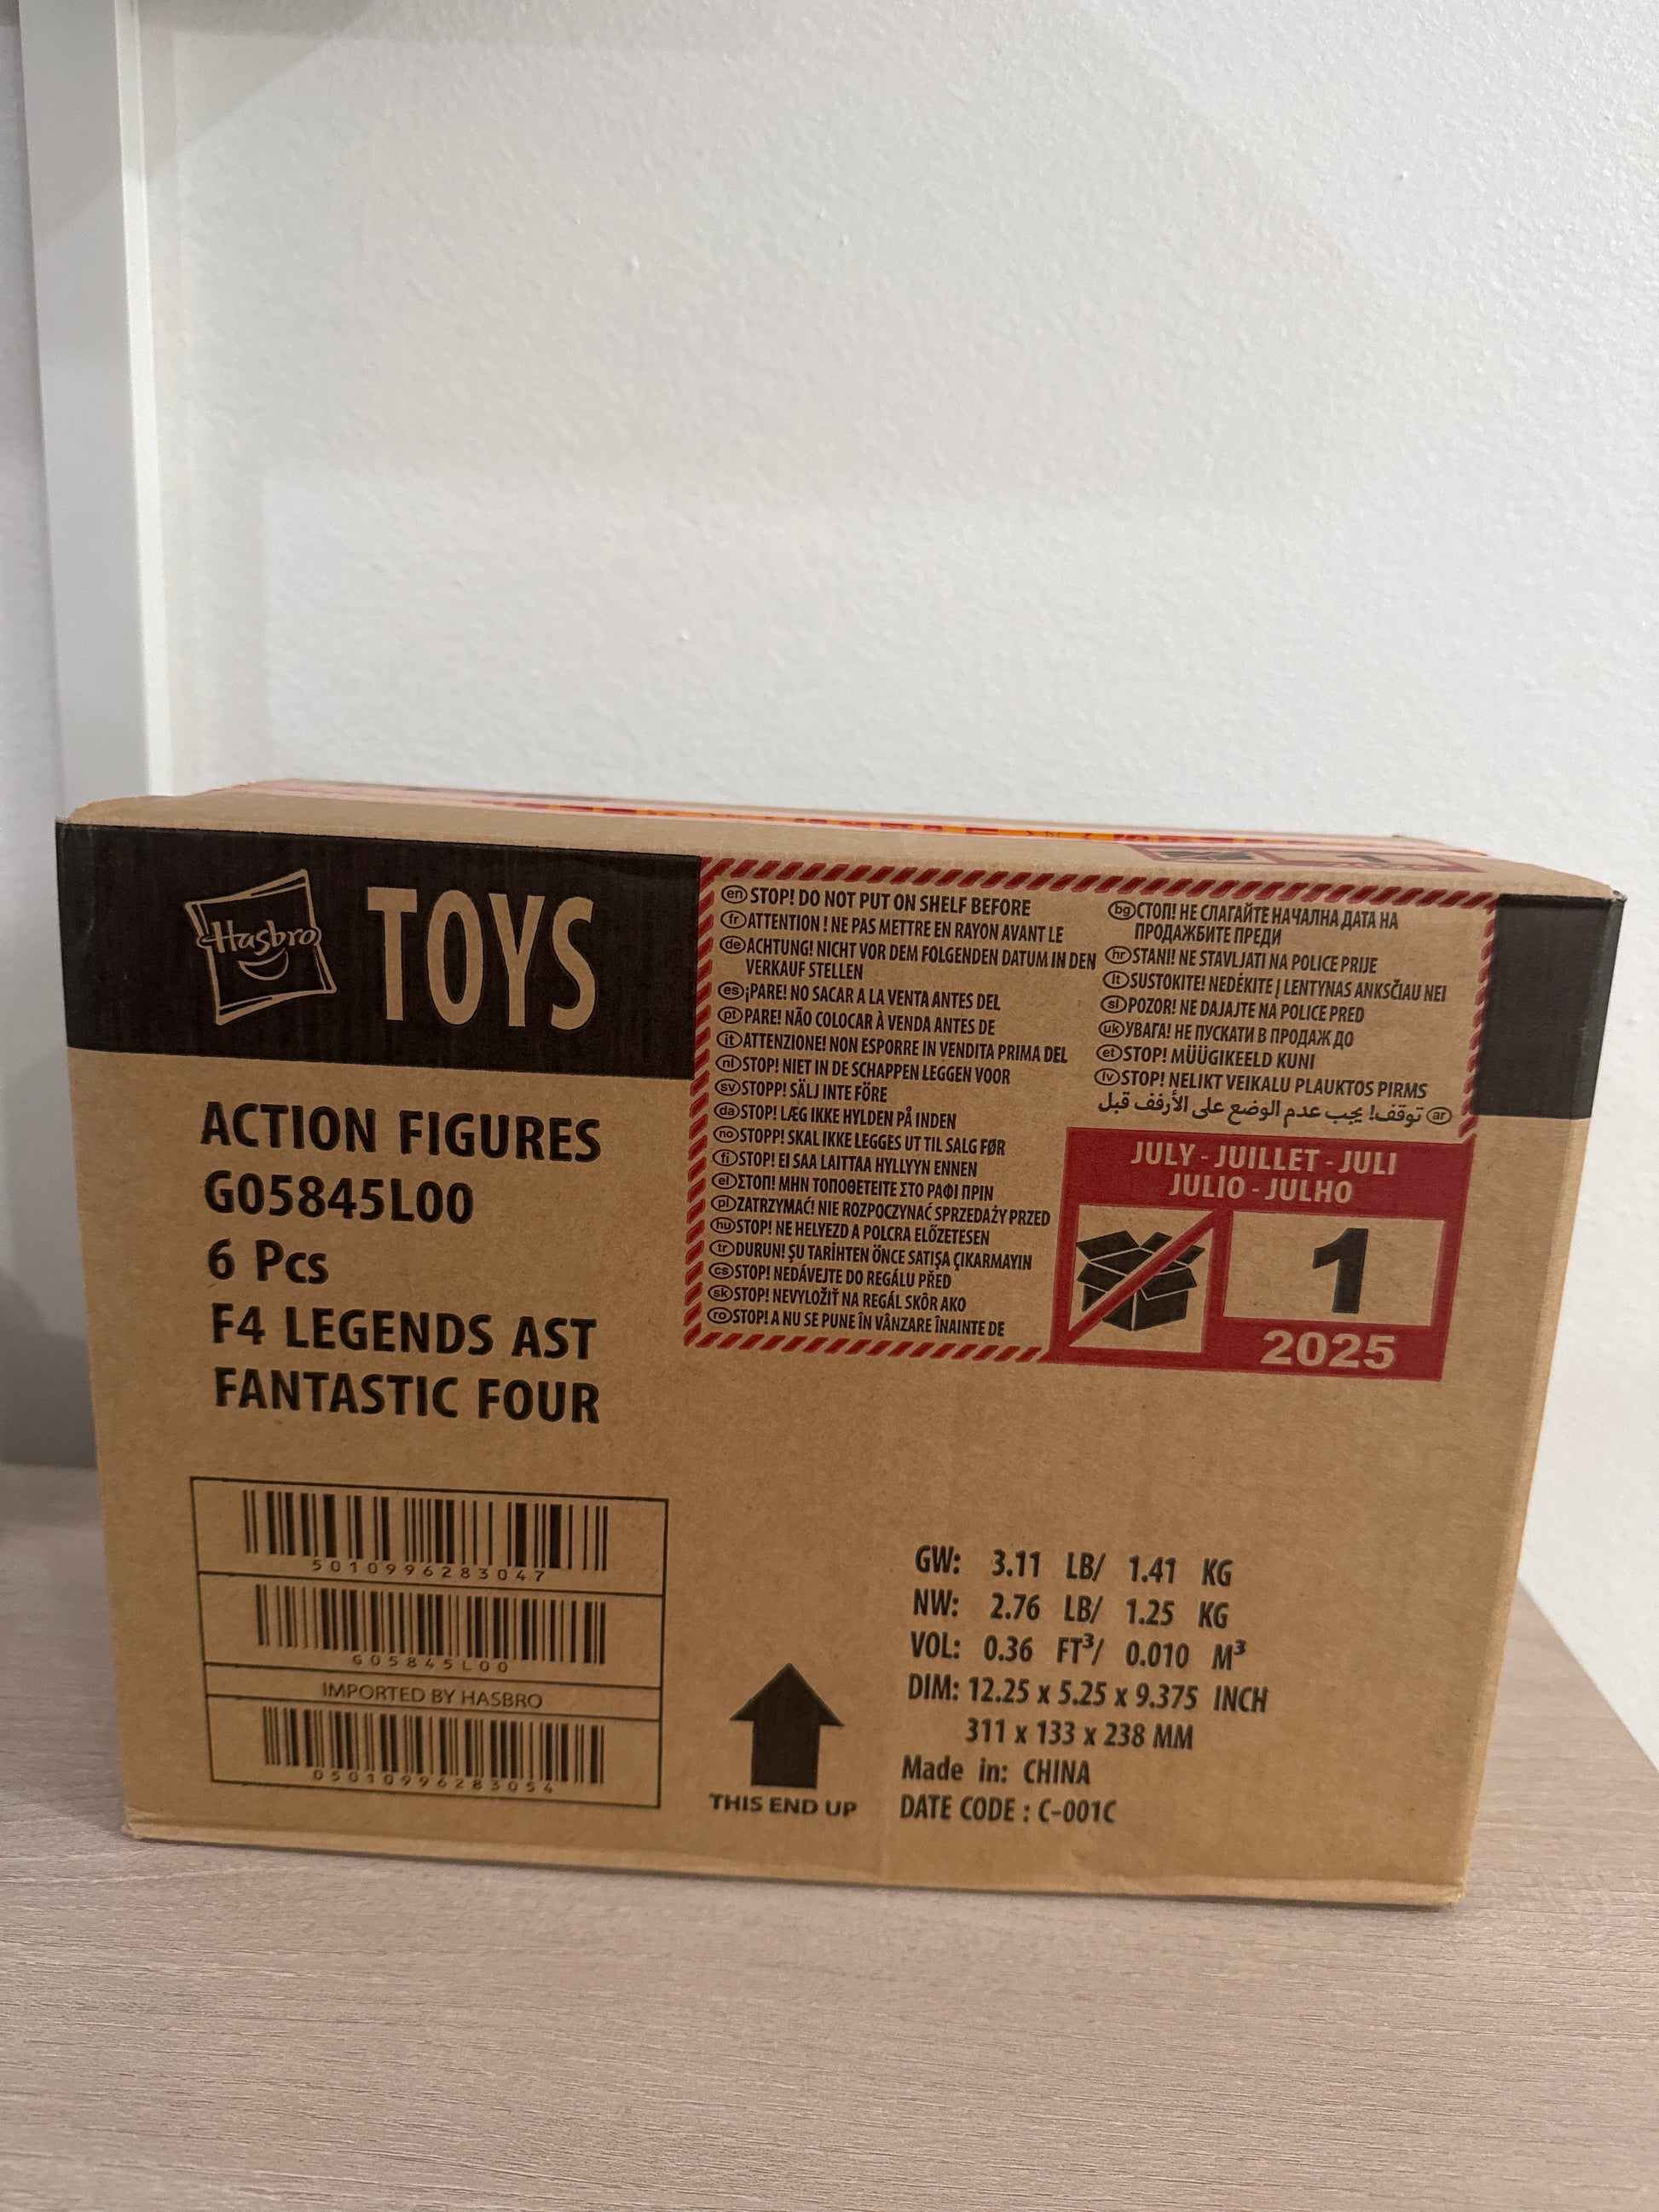 Hasbro
TOYS
ACTION FIGURES
G05845L00
6 Pcs
F4 LEGENDS AST
FANTASTIC FOUR
en STOP! DO NOT PUT ON SHELF BEFORE
fr ATTENTION ! NE PAS METTRE EN RAYON AVANT LE
de ACHTUNG! NICHT VOR DEM FOLGENDEN DATUM IN DEN
VERKAUF STELLEN
es ¡PARE! NO SACAR A LA VENTA ANTES DEL
pt PARE! NÃO COLOCAR À VENDA ANTES DE
it ATTENZIONE! NON ESPORRE IN VENDITA PRIMA DEL
nl STOP! NIET IN DE SCHAPPEN LEGGEN VOOR
sv STOPP! SÄLJ INTE FÖRE
da STOP! LÆG IKKE HYLDEN PÅ INDEN
no STOPP! SKAL IKKE LEGGES UT TIL SALG FØR
fi STOP! EI SAA LAITTAA HYLLYYN ENNEN
el ΣΤΟΠ! ΜΗΝ ΤΟΠΟΘΕΤΕΙΤΕ ΣΤΟ ΡΑΦΙ ΠΡΙΝ
pl ZATRZYMAĆ! NIE ROZPOCZYNAĆ SPRZEDAŻY PRZED
hu STOP! NE HELYEZD A POLCRA ELŐZETESEN
tr DURUN! ŞU TARİHTEN ÖNCE SATIŞA ÇIKARMAYIN
cs STOP! NEDÁVEJTE DO REGÁLU PŘED
sk STOP! NEVYLOŽIŤ NA REGÁL SKÔR AKO
ro STOP! A NU SE PUNE ÎN VÂNZARE ÎNAINTE DE
bg СТОП! НЕ СЛАГАЙТЕ НАЧАЛНА ДАТА НА
ПРОДАЖБИТЕ ПРЕДИ
hr STANI! NE STAVLJATI NA POLICE PRIJE
lt SUSTOKITE! NEDĖKITE Į LENTYNAS ANKSČIAU NEI
sl POZOR! NE DAJAJTE NA POLICE PRED
uk УВАГА! НЕ ПУСКАТИ В ПРОДАЖ ДО
et STOP! MÜÜGIKEELD KUNI
lv STOP! NELIKT VEIKALU PLAUKTOS PIRMS
ar توقف! يجب عدم الوضع على الأرفف قبل
JULY - JUILLET - JULI
JULIO - JULHO
1
2025
5010996283047
G05845L00
IMPORTED BY HASBRO
05010996283054
THIS END UP
GW: 3.11 LB/ 1.41 KG
NW: 2.76 LB/ 1.25 KG
VOL: 0.36 FT³/ 0.010 M³
DIM: 12.25 x 5.25 x 9.375 INCH
311 x 133 x 238 MM
Made in: CHINA
DATE CODE : C-001C